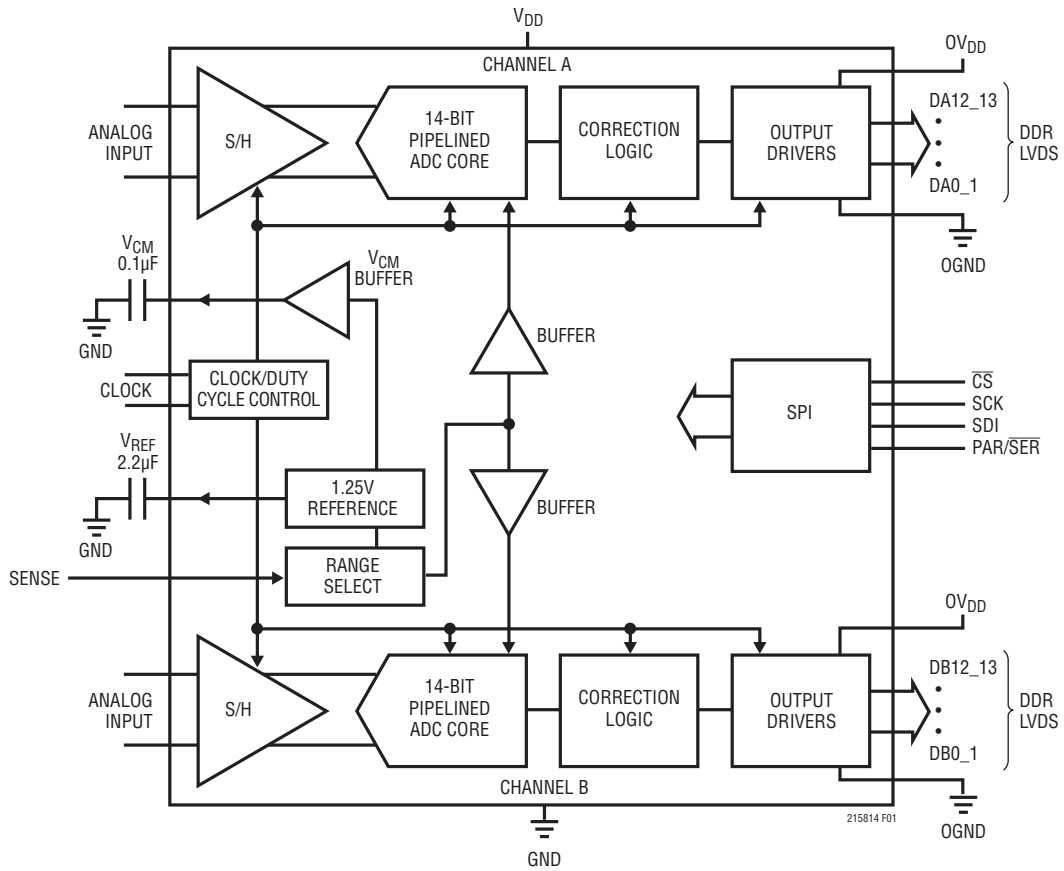 VDD
CHANNEL A
OVDD
ANALOG
INPUT
S/H
14-BIT
PIPELINED
ADC CORE
CORRECTION
LOGIC
OUTPUT
DRIVERS
DA12_13
•
•
•
DA0_1
DDR
LVDS
OGND
VCM
0.1µF
GND
VCM
BUFFER
BUFFER
CLOCK
CLOCK/DUTY
CYCLE CONTROL
SPI
C̅S̅
SCK
SDI
PAR/S̅E̅R̅
VREF
2.2µF
GND
1.25V
REFERENCE
BUFFER
SENSE
RANGE
SELECT
OVDD
ANALOG
INPUT
S/H
14-BIT
PIPELINED
ADC CORE
CORRECTION
LOGIC
OUTPUT
DRIVERS
DB12_13
•
•
•
DB0_1
DDR
LVDS
CHANNEL B
OGND
215814 F01
GND